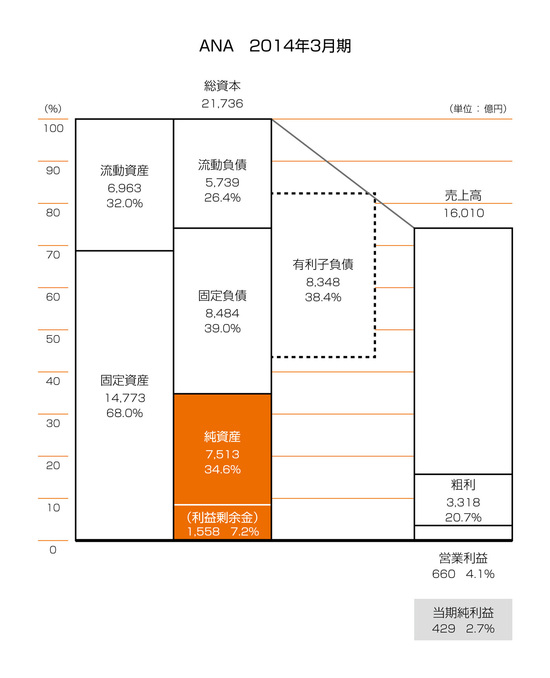 ANA　2014年3月期
総資本
21,736
(%)
(単位：億円)
100
90
80
70
60
50
40
30
20
10
0
流動資産
6,963
32.0%
固定資産
14,773
68.0%
流動負債
5,739
26.4%
固定負債
8,484
39.0%
純資産
7,513
34.6%
(利益剰余金)
1,558　7.2%
有利子負債
8,348
38.4%
売上高
16,010
粗利
3,318
20.7%
営業利益
660　4.1%
当期純利益
429　2.7%